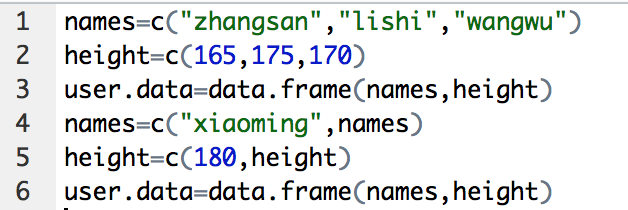 1 names=c("zhangsan","lishi","wangwu")
2 height=c(165,175,170)
3 user.data=data.frame(names,height)
4 names=c("xiaoming",names)
5 height=c(180,height)
6 user.data=data.frame(names,height)